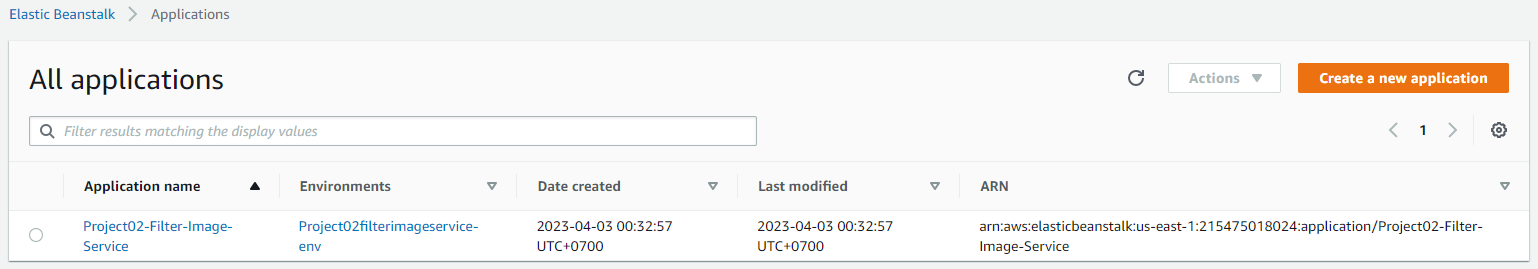 Elastic Beanstalk > Applications
All applications
Actions
Create a new application
Filter results matching the display values
1
Application name
Environments
Date created
Last modified
ARN
Project02-Filter-Image-
Service
Project02filterimageservice-
env
2023-04-03 00:32:57
UTC+0700
2023-04-03 00:32:57
UTC+0700
arn:aws:elasticbeanstalk:us-east-1:215475018024:application/Project02-Filter-
Image-Service